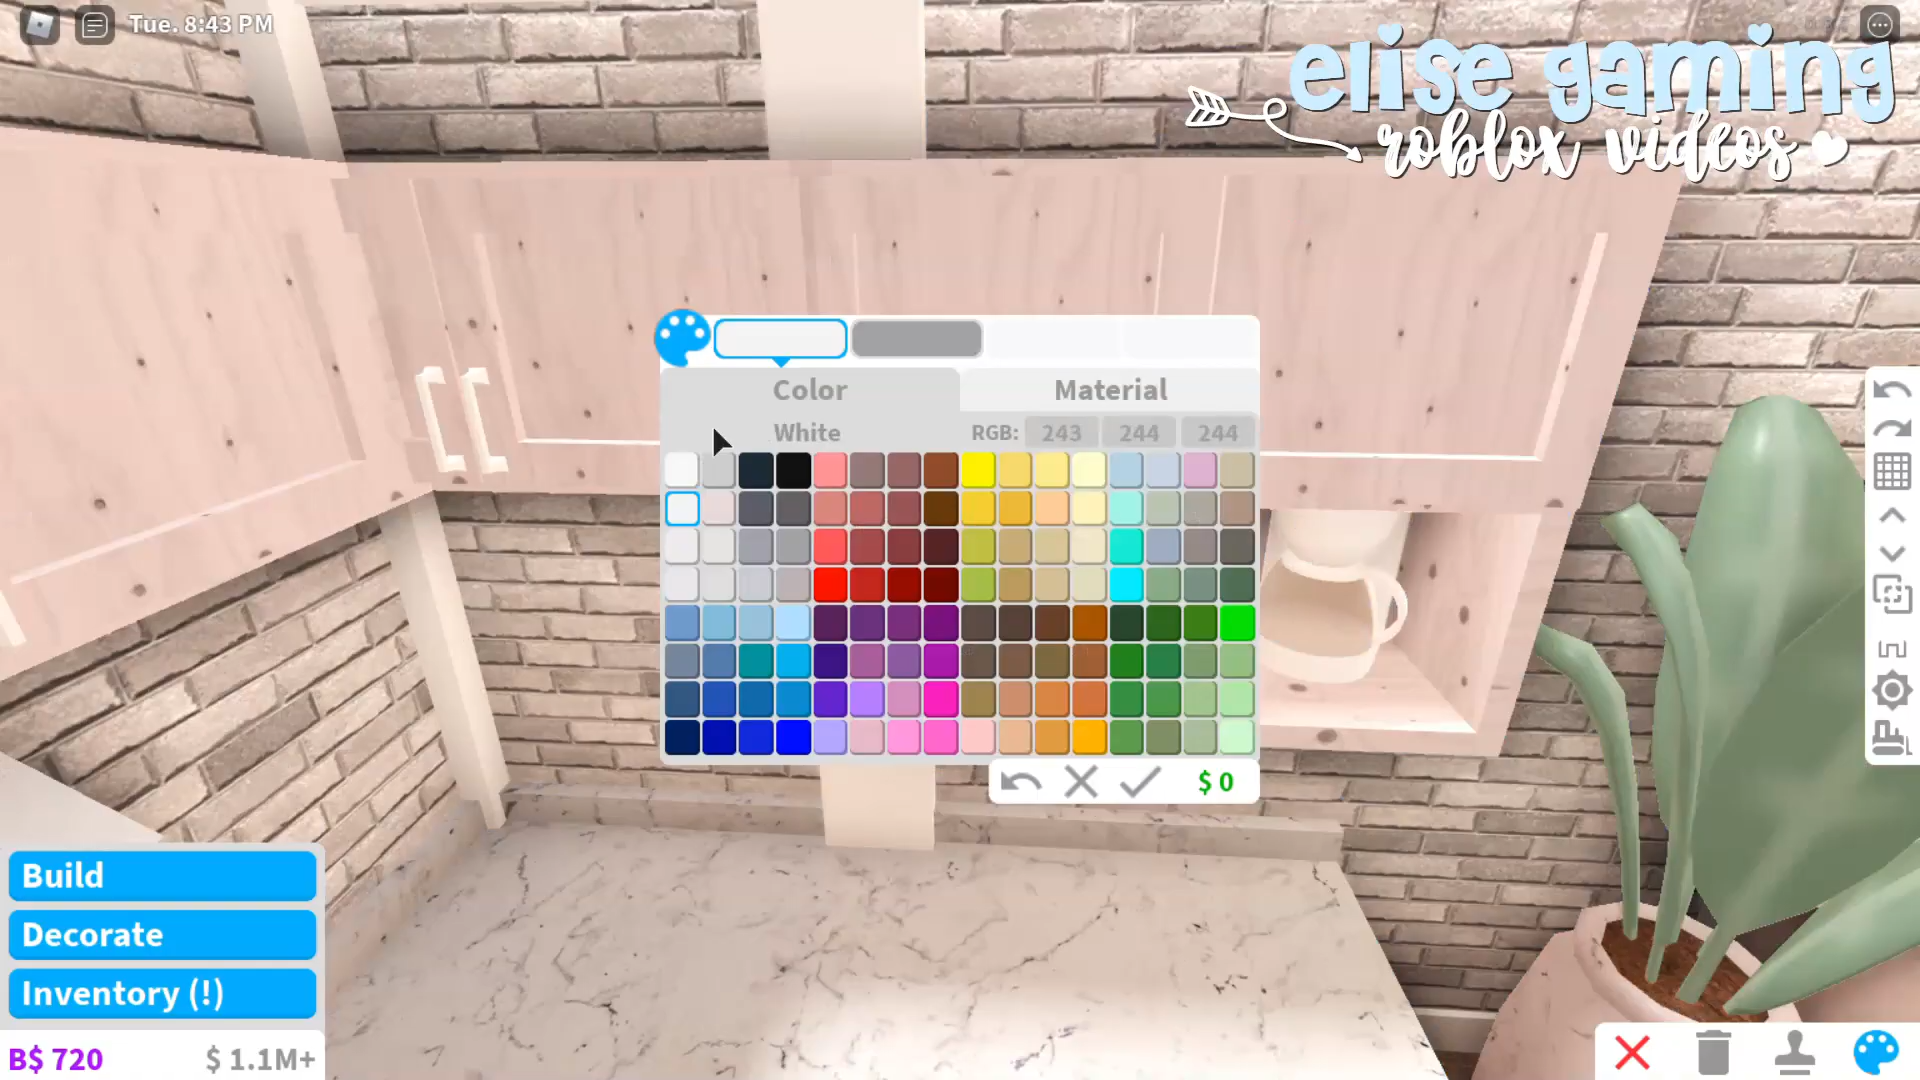 Tue. 8:43 PM
elise gaming
roblox videos
Color
Material
White
RGB: 243 244 244
$ 0
Build
Decorate
Inventory (!)
B$ 720
$ 1.1M+